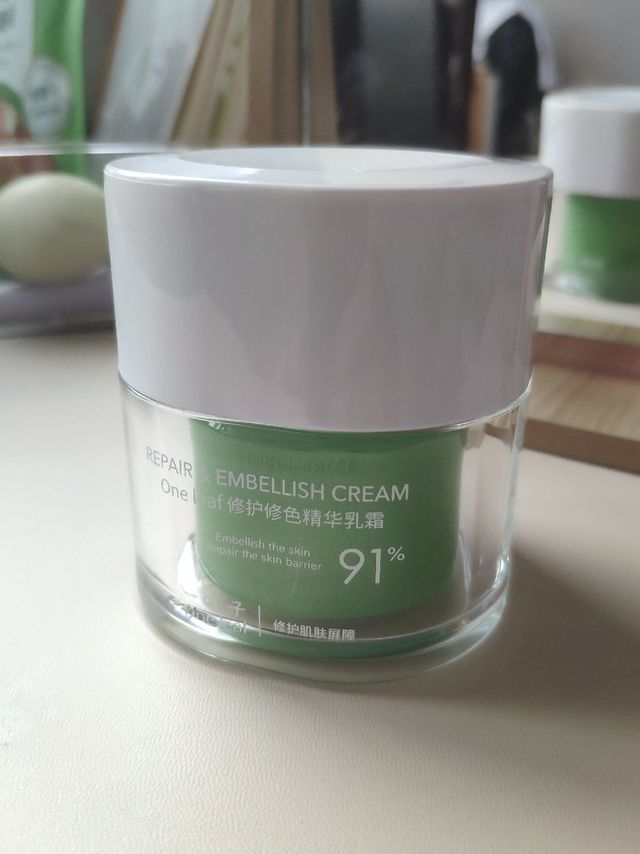 REPAIR & EMBELLISH CREAM
One leaf 修护修色精华乳霜
Embellish the skin
repair the skin barrier
91%
修护肌肤屏障